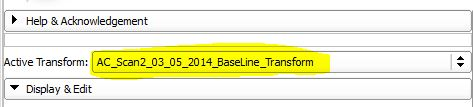 Help & Acknowledgement
Active Transform: AC_Scan2_03_05_2014_BaseLine_Transform
Display & Edit